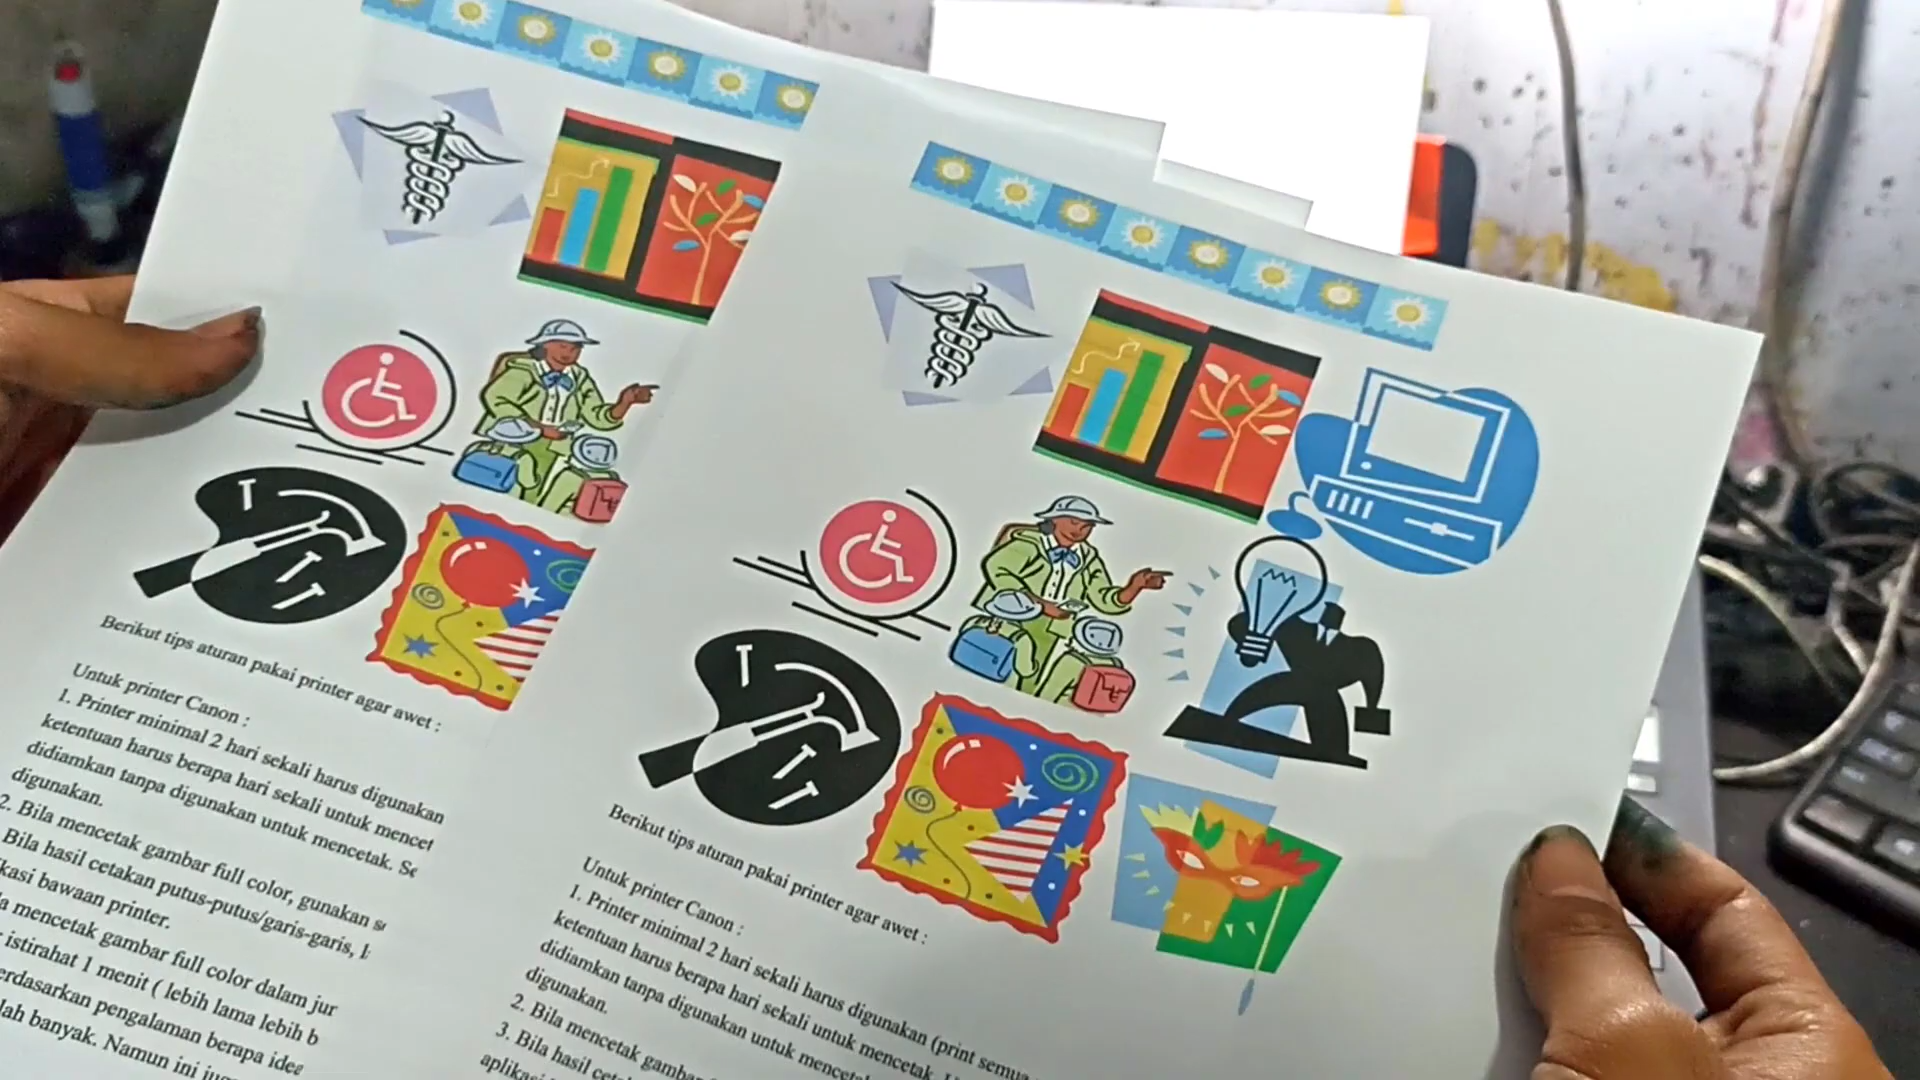 Berikut tips aturan pakai printer agar awet :
Untuk printer Canon :
1. Printer minimal 2 hari sekali harus digunakan
ketentuan harus berapa hari sekali untuk mencet
didiamkan tanpa digunakan untuk mencetak. Se
digunakan.
2. Bila mencetak gambar full color, gunakan se
Bila hasil cetakan putus-putus/garis-garis, l
kasi bawaan printer.
a mencetak gambar full color dalam jur
istirahat 1 menit ( lebih lama lebih b
erdasarkan pengalaman berapa idea
lah banyak. Namun ini jug
Berikut tips aturan pakai printer agar awet :
Untuk printer Canon :
1. Printer minimal 2 hari sekali harus digunakan (print semua
ketentuan harus berapa hari sekali untuk mencetak.
didiamkan tanpa digunakan untuk mencetak
digunakan.
2. Bila mencetak gambar
3. Bila hasil cetak
aplikasi